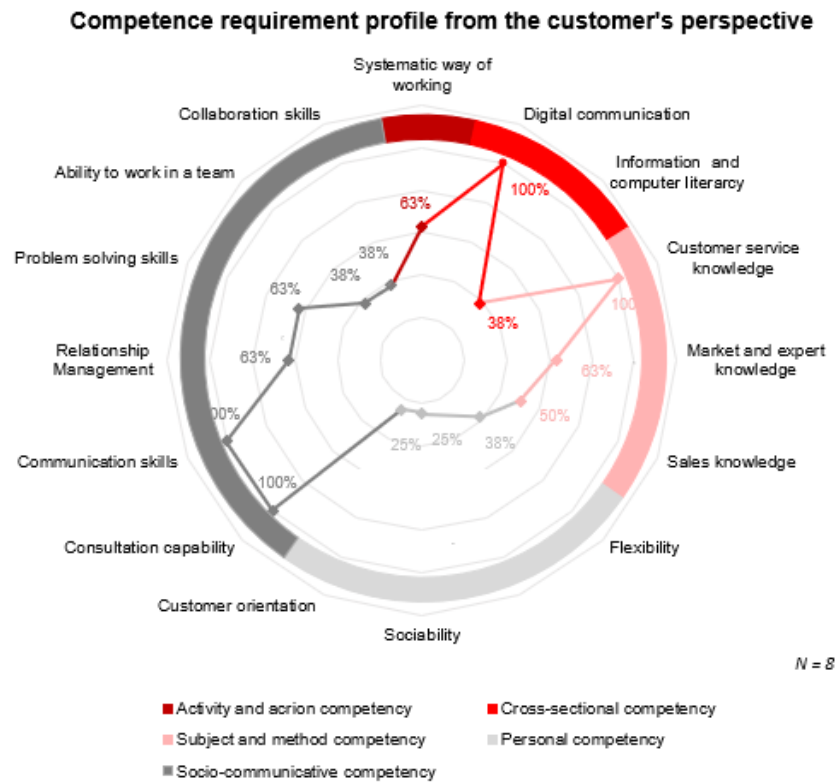 Competence requirement profile from the customer's perspective
Systematic way of
working
Digital communication
Information and
computer literarcy
Customer service
knowledge
Market and expert
knowledge
Sales knowledge
Flexibility
Sociability
Customer orientation
Consultation capability
Communication skills
Relationship
Management
Problem solving skills
Ability to work in a team
Collaboration skills
63%
100%
38%
100
63%
50%
38%
25%
25%
100%
00%
63%
63%
38%
38%
N = 8
Activity and acrion competency
Cross-sectional competency
Subject and method competency
Personal competency
Socio-communicative competency